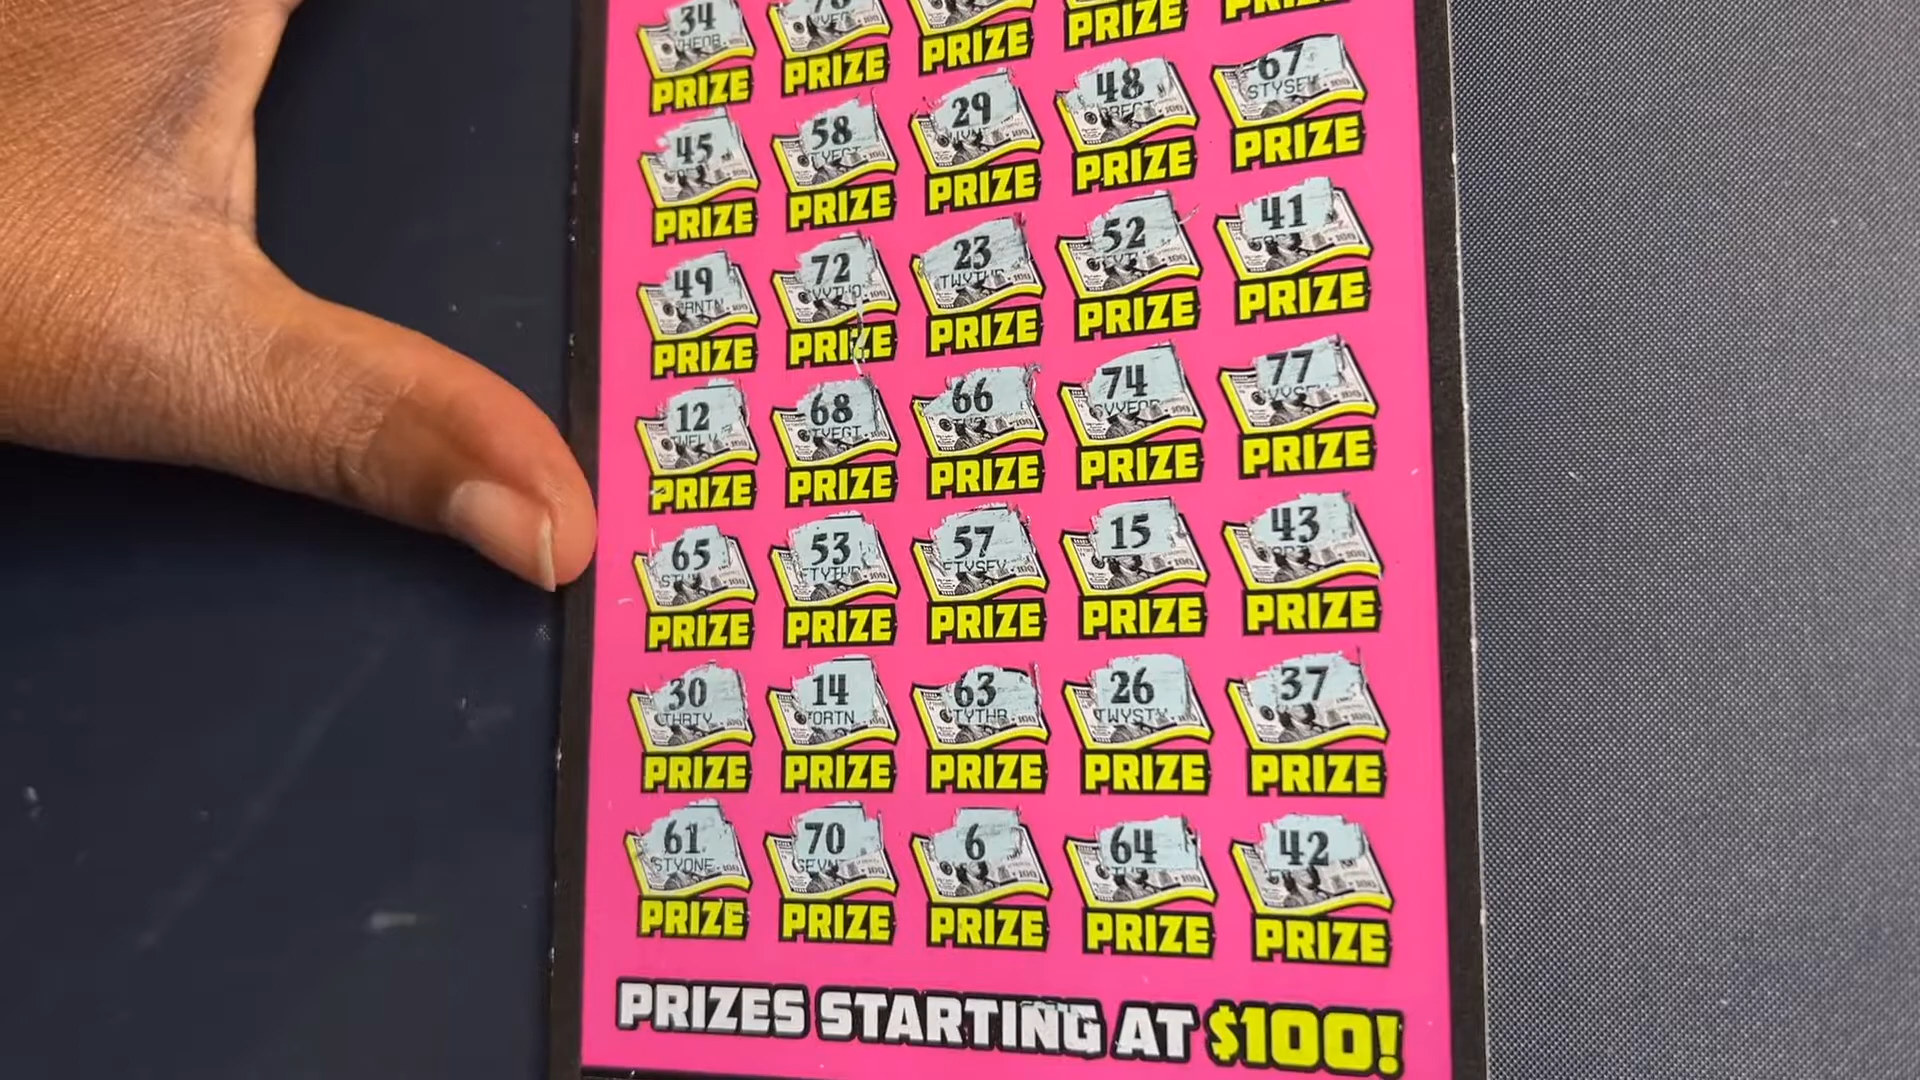 34
PRIZE PRIZE PRIZE PRIZE
45 58 29 48 67
STYSEV
PRIZE PRIZE PRIZE PRIZE PRIZE
49 72 23 52 41
PRIZE PRIZE PRIZE PRIZE PRIZE
12 68 66 74 77
PRIZE PRIZE PRIZE PRIZE PRIZE
65 53 57 15 43
PRIZE PRIZE PRIZE PRIZE PRIZE
30 14 63 26 37
THRTY
PRIZE PRIZE PRIZE PRIZE PRIZE
61 70 6 64 42
STYONE
PRIZE PRIZE PRIZE PRIZE PRIZE
PRIZES STARTING AT $100!